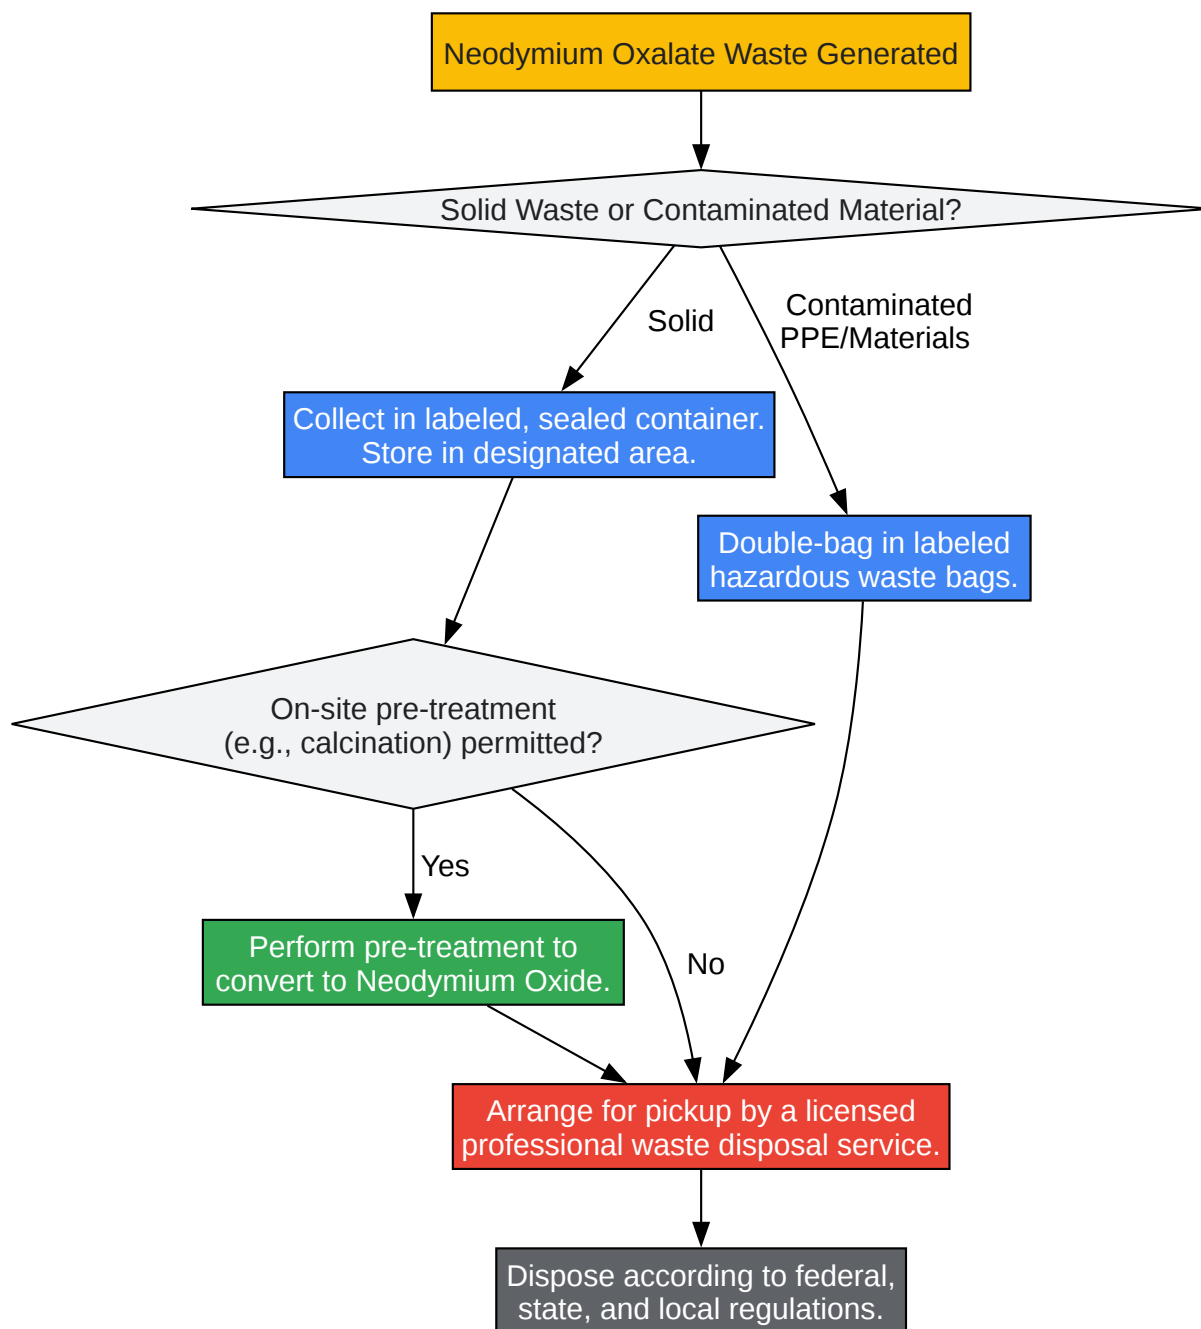 Neodymium Oxalate Waste Generated
Solid Waste or Contaminated Material?
Solid
Contaminated
PPE/Materials
Collect in labeled, sealed container.
Store in designated area.
Double-bag in labeled
hazardous waste bags.
On-site pre-treatment
(e.g., calcination) permitted?
Yes
No
Perform pre-treatment to
convert to Neodymium Oxide.
Arrange for pickup by a licensed
professional waste disposal service.
Dispose according to federal,
state, and local regulations.